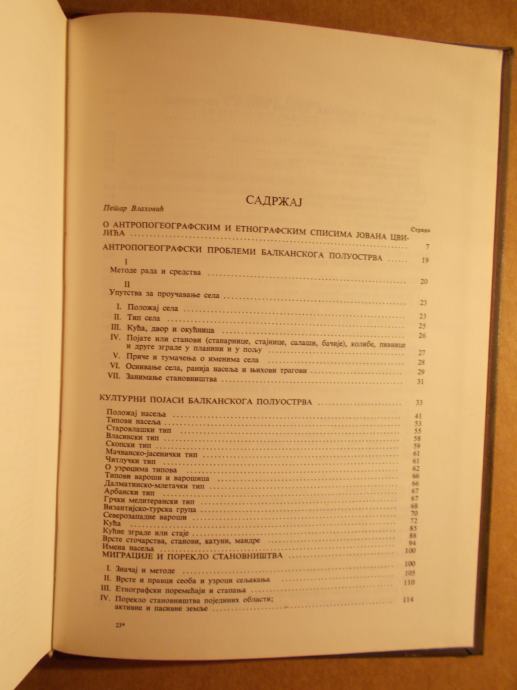 САДРЖАЈ
Петар Влаховић
Страна
О АНТРОПОГЕОГРАФСКИМ И ЕТНОГРАФСКИМ СПИСИМА ЈОВАНА ЦВИ-
ЈИЋА 7
АНТРОПОГЕОГРАФСКИ ПРОБЛЕМИ БАЛКАНСКОГА ПОЛУОСТРВА 19
I
Методе рада и средства 20
II
Упутства за проучавање села 23
I. Положај села 23
II. Тип села 25
III. Кућа, двор и окућница 26
IV. Појате или станови (станарнице, стајнице, салаши, бачије), колибе, пивнице
и друге зграде у планини и у пољу 27
V. Приче и тумачења о именима села 28
VI. Оснивање села, ранија насеља и њихови трагови 29
VII. Занимање становништва 31
КУЛТУРНИ ПОЈАСИ БАЛКАНСКОГА ПОЛУОСТРВА 33
Положај насеља 41
Типови насеља 53
Старовлашки тип 55
Власински тип 58
Скопски тип 59
Мачванско-јасенички тип 61
Читлучки тип 61
О узроцима типова 62
Типови вароши и варошица 66
Далматинско-млетачки тип 66
Арбански тип 67
Грчки медитерански тип 67
Византијско-турска група 68
Северозападне вароши 70
Кућа 72
Кућне зграде или стаје 85
Врсте сточарства, станови, катуни, мандре 88
Имена насеља 94
МИГРАЦИЈЕ И ПОРЕКЛО СТАНОВНИШТВА 100
I. Значај и методе 100
II. Врсте и правци сеоба и узроци сељакања 105
III. Етнографски поремећаји и стапања 110
IV. Порекло становништва појединих области;
активне и пасивне земље 114
23*